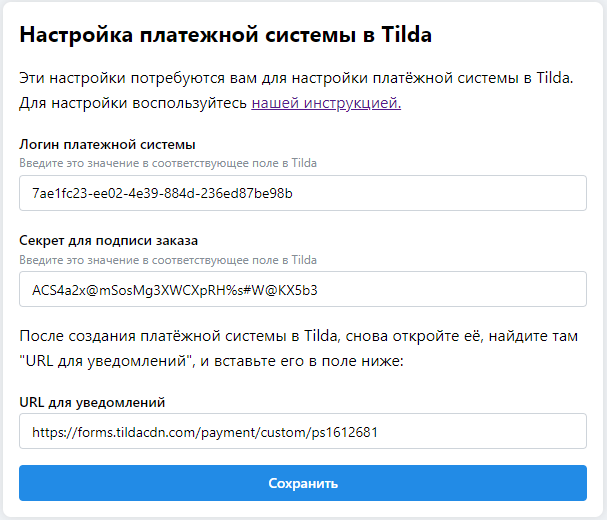 Настройка платежной системы в Tilda
Эти настройки потребуются вам для настройки платёжной системы в Tilda.
Для настройки воспользуйтесь нашей инструкцией.
Логин платежной системы
Введите это значение в соответствующее поле в Tilda
7ae1fc23-ee02-4e39-884d-236ed87be98b
Секрет для подписи заказа
Введите это значение в соответствующее поле в Tilda
ACS4a2x@mSosMg3XWCXpRH%s#W@KX5b3
После создания платёжной системы в Tilda, снова откройте её, найдите там
"URL для уведомлений", и вставьте его в поле ниже:
URL для уведомлений
https://forms.tildacdn.com/payment/custom/ps1612681
Сохранить